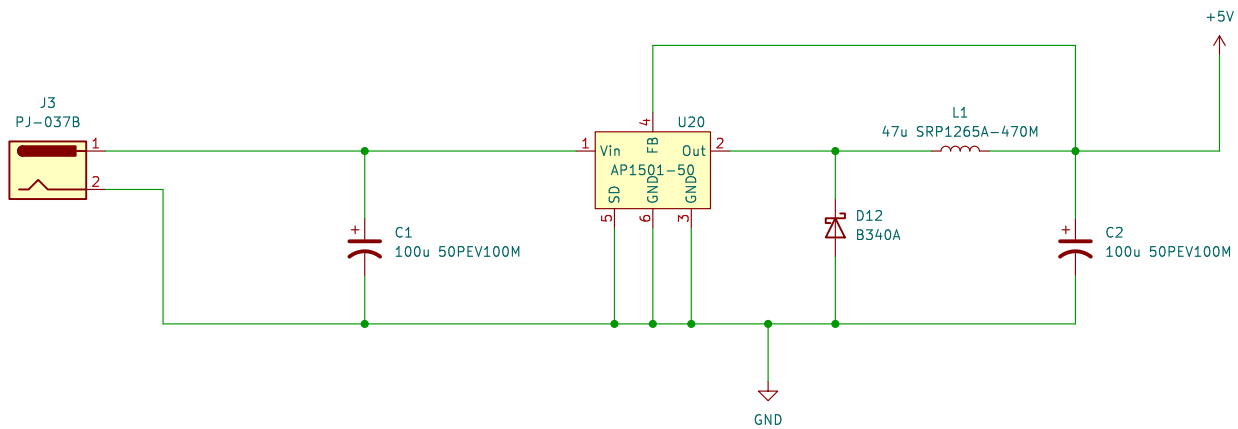 +5V
J3
PJ-037B
1
2
C1
100u 50PEV100M
U20
4
FB
1
Vin
Out
2
AP1501-50
SD
GND
GND
5
6
3
L1
47u SRP1265A-470M
D12
B340A
C2
100u 50PEV100M
GND